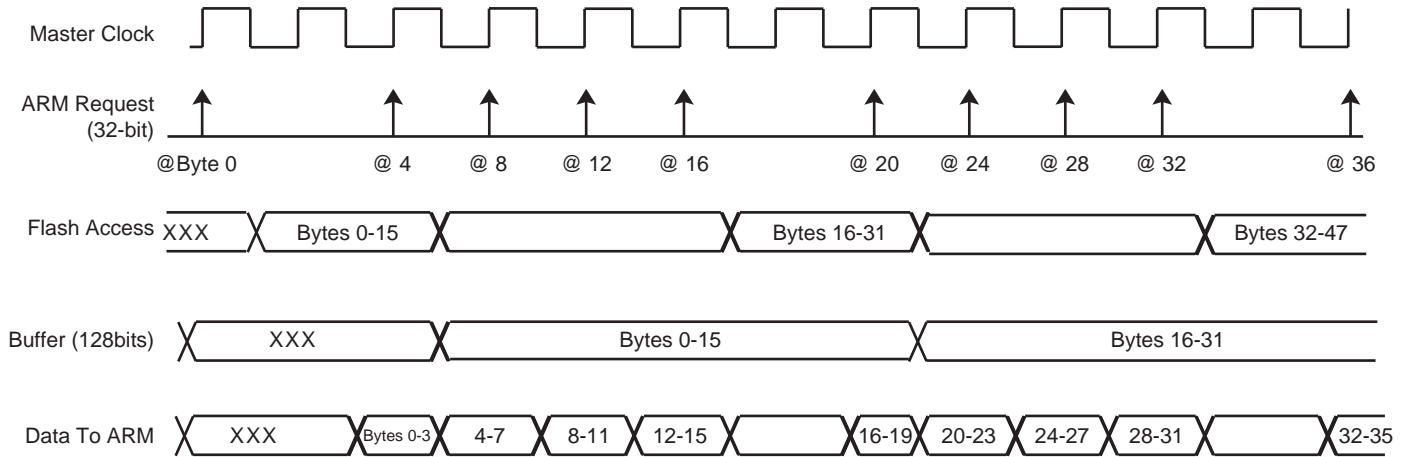 Master Clock
ARM Request
(32-bit)
@Byte 0 @ 4 @ 8 @ 12 @ 16 @ 20 @ 24 @ 28 @ 32 @ 36
Flash Access XXX Bytes 0-15 Bytes 16-31 Bytes 32-47
Buffer (128bits) XXX Bytes 0-15 Bytes 16-31
Data To ARM XXX Bytes 0-3 4-7 8-11 12-15 16-19 20-23 24-27 28-31 32-35